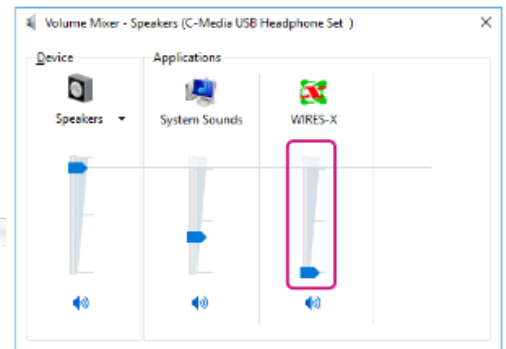 Volume Mixer - Speakers (C-Media USB Headphone Set )
Device
Applications
Speakers
System Sounds
WIRES-X